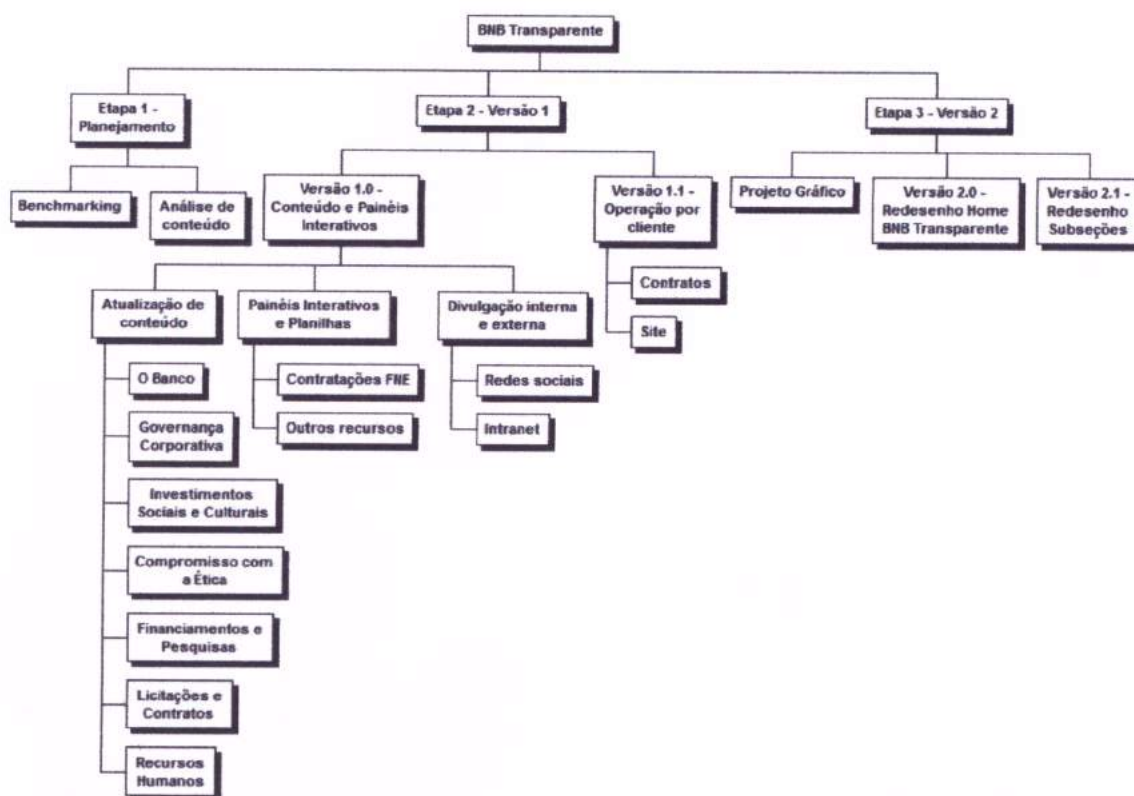 BNB Transparente
Etapa 1 -
Planejamento
Etapa 2 - Versão 1
Etapa 3 - Versão 2
Benchmarking
Análise de
conteúdo
Versão 1.0 -
Conteúdo e Painéis
Interativos
Versão 1.1 -
Operação por
cliente
Projeto Gráfico
Versão 2.0 -
Redesenho Home
BNB Transparente
Versão 2.1 -
Redesenho
Subseções
Atualização de
conteúdo
Painéis Interativos
e Planilhas
Divulgação interna
e externa
Contratos
Site
O Banco
Governança
Corporativa
Investimentos
Sociais e Culturais
Compromisso com
a Ética
Financiamentos e
Pesquisas
Licitações e
Contratos
Recursos
Humanos
Contratações FNE
Outros recursos
Redes sociais
Intranet